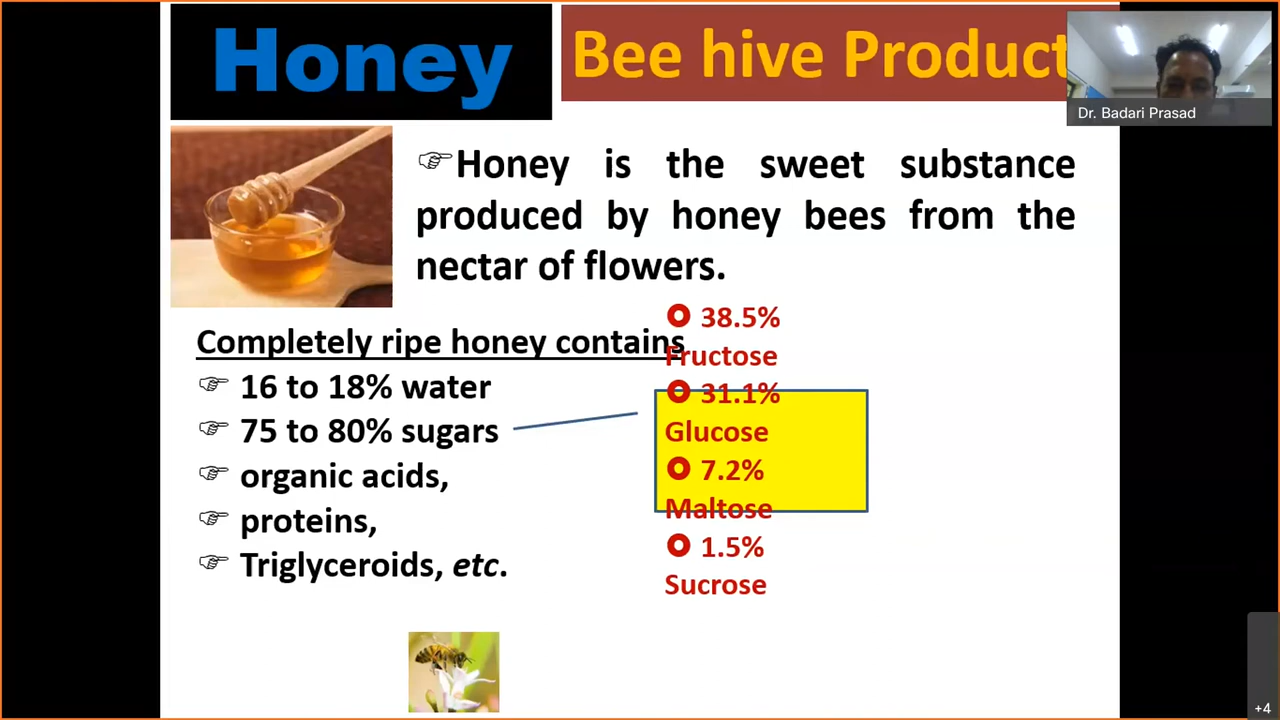 Honey
Bee hive Product
Dr. Badari Prasad
☞Honey is the sweet substance
produced by honey bees from the
nectar of flowers.
Completely ripe honey contains
☞ 16 to 18% water
☞ 75 to 80% sugars
☞ organic acids,
☞ proteins,
☞ Triglyceroids, etc.
38.5%
Fructose
31.1%
Glucose
7.2%
Maltose
1.5%
Sucrose
+4